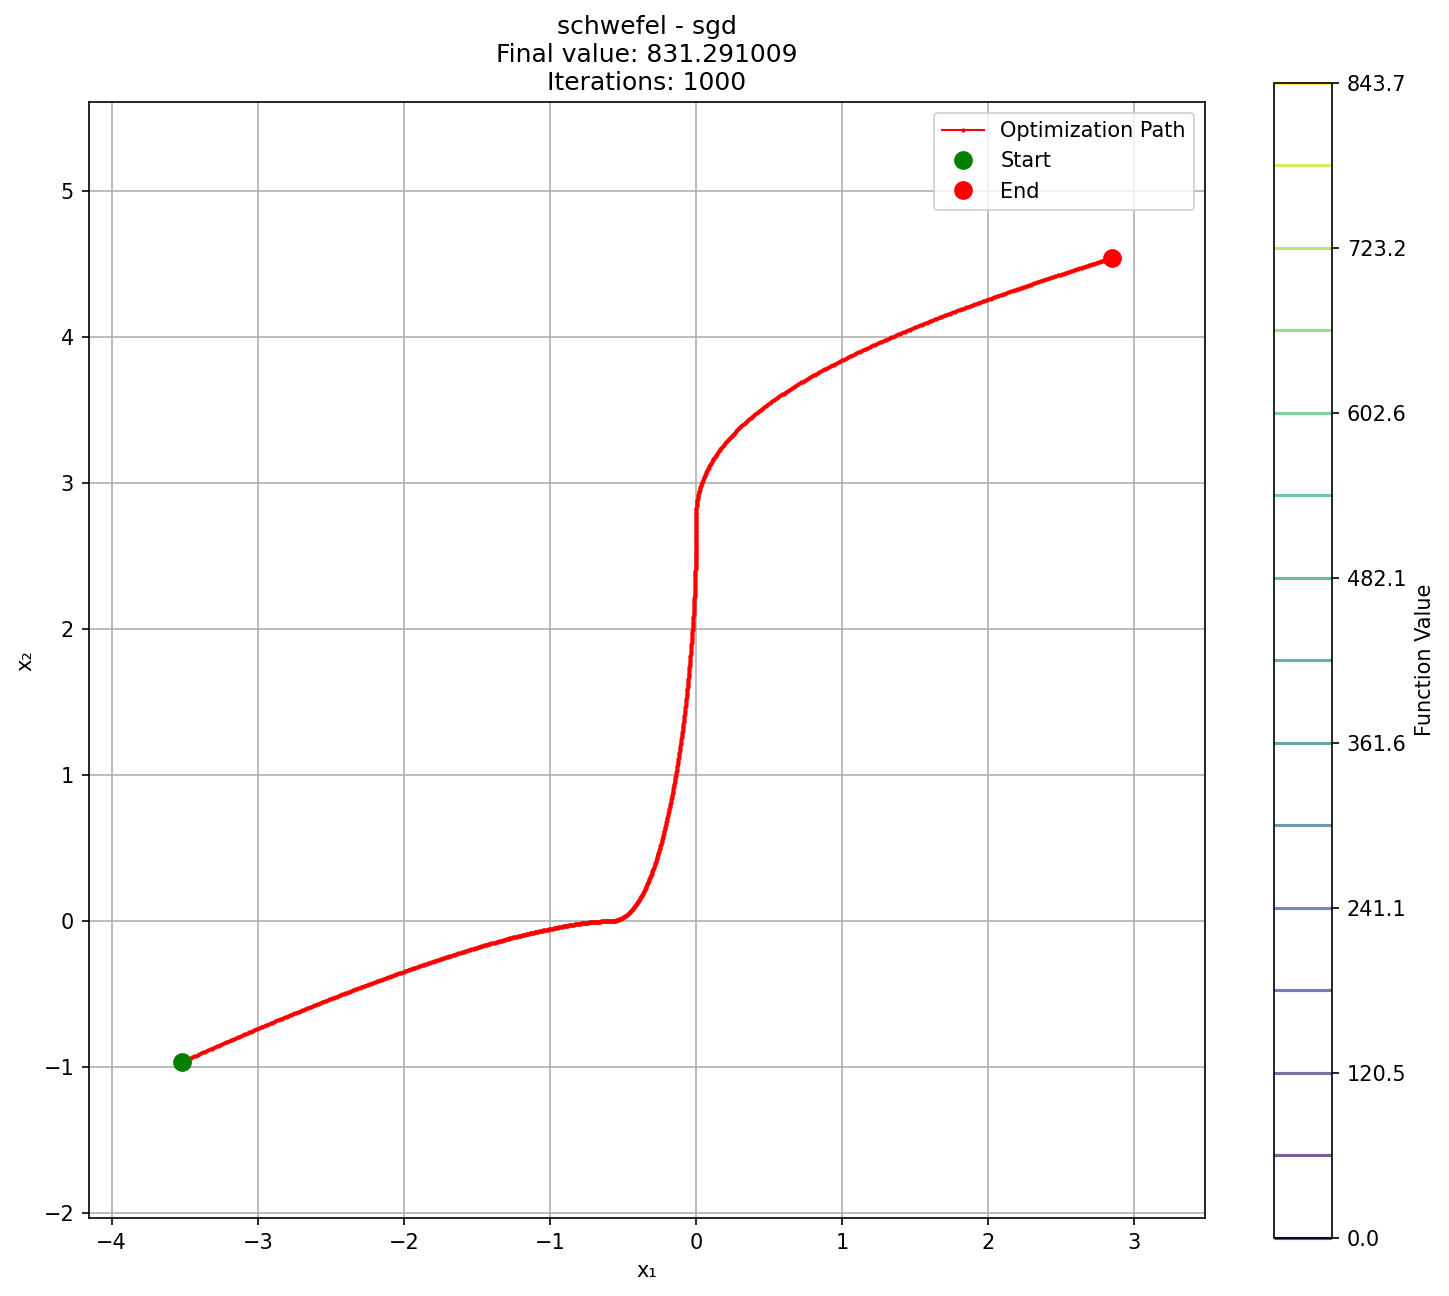 schwefel - sgd
Final value: 831.291009
Iterations: 1000
Optimization Path
Start
End
5
4
3
2
1
0
−1
−2
x₂
−4
−3
−2
−1
0
1
2
3
x₁
843.7
723.2
602.6
482.1
361.6
241.1
120.5
0.0
Function Value